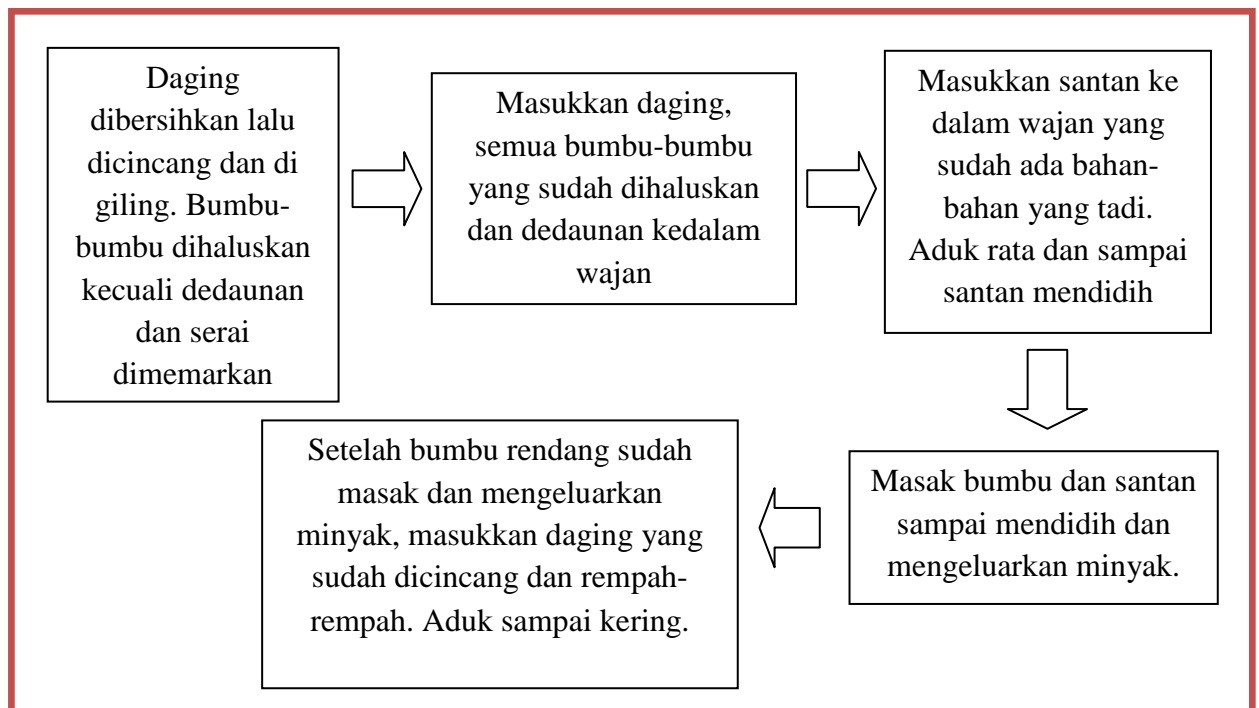 Daging
dibersihkan lalu
dicincang dan di
giling. Bumbu-
bumbu dihaluskan
kecuali dedaunan
dan serai
dimemarkan
Masukkan daging,
semua bumbu-bumbu
yang sudah dihaluskan
dan dedaunan kedalam
wajan
Masukkan santan ke
dalam wajan yang
sudah ada bahan-
bahan yang tadi.
Aduk rata dan sampai
santan mendidih
Masak bumbu dan santan
sampai mendidih dan
mengeluarkan minyak.
Setelah bumbu rendang sudah
masak dan mengeluarkan
minyak, masukkan daging yang
sudah dicincang dan rempah-
rempah. Aduk sampai kering.